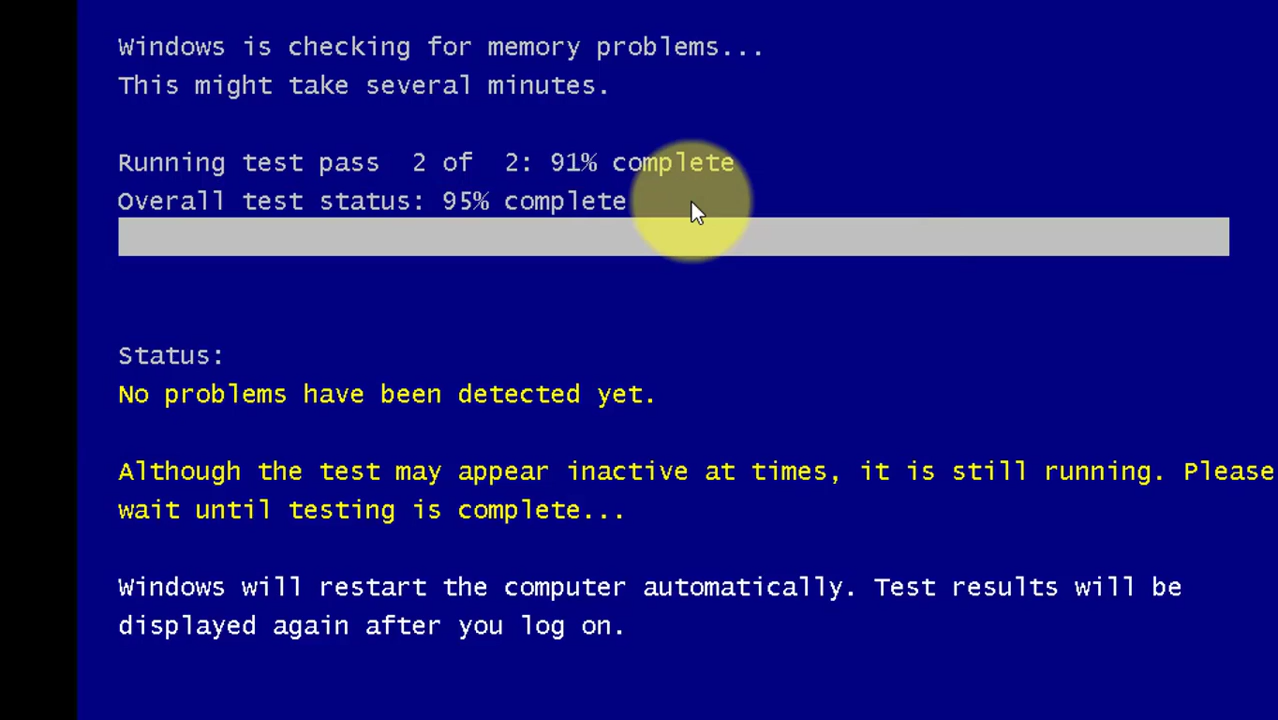 Windows is checking for memory problems...
This might take several minutes.
Running test pass  2 of  2: 91% complete
Overall test status: 95% complete
Status:
No problems have been detected yet.
Although the test may appear inactive at times, it is still running. Please
wait until testing is complete...
Windows will restart the computer automatically. Test results will be
displayed again after you log on.